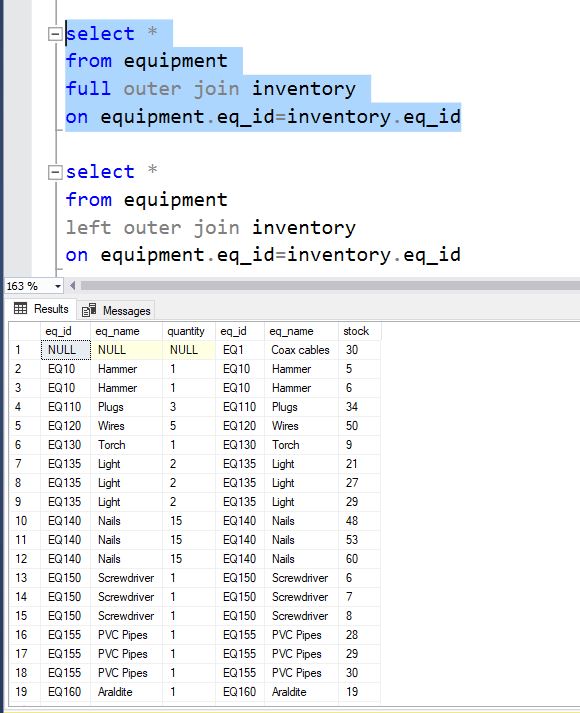 select *
from equipment
full outer join inventory
on equipment.eq_id=inventory.eq_id
select *
from equipment
left outer join inventory
on equipment.eq_id=inventory.eq_id
163 %
Results Messages
eq_id eq_name quantity eq_id eq_name stock
1 NULL NULL NULL EQ1 Coax cables 30
2 EQ10 Hammer 1 EQ10 Hammer 5
3 EQ10 Hammer 1 EQ10 Hammer 6
4 EQ110 Plugs 3 EQ110 Plugs 34
5 EQ120 Wires 5 EQ120 Wires 50
6 EQ130 Torch 1 EQ130 Torch 9
7 EQ135 Light 2 EQ135 Light 21
8 EQ135 Light 2 EQ135 Light 27
9 EQ135 Light 2 EQ135 Light 29
10 EQ140 Nails 15 EQ140 Nails 48
11 EQ140 Nails 15 EQ140 Nails 53
12 EQ140 Nails 15 EQ140 Nails 60
13 EQ150 Screwdriver 1 EQ150 Screwdriver 6
14 EQ150 Screwdriver 1 EQ150 Screwdriver 7
15 EQ150 Screwdriver 1 EQ150 Screwdriver 8
16 EQ155 PVC Pipes 1 EQ155 PVC Pipes 28
17 EQ155 PVC Pipes 1 EQ155 PVC Pipes 29
18 EQ155 PVC Pipes 1 EQ155 PVC Pipes 30
19 EQ160 Araldite 1 EQ160 Araldite 19